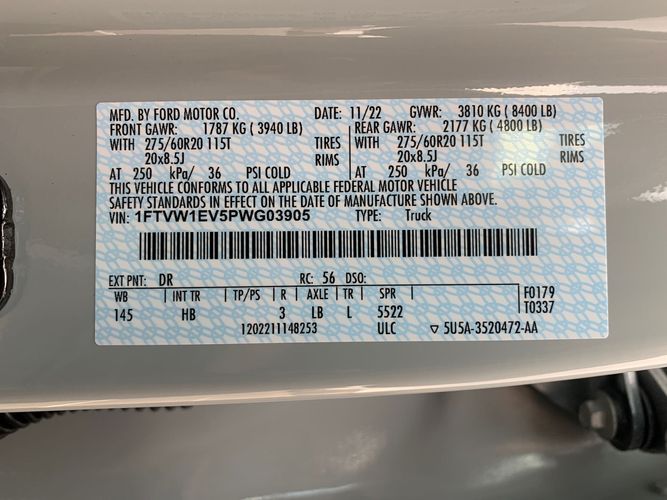 MFD. BY FORD MOTOR CO. DATE: 11/22 GVWR: 3810 KG ( 8400 LB)
FRONT GAWR: 1787 KG ( 3940 LB) REAR GAWR: 2177 KG ( 4800 LB)
WITH 275/60R20 115T TIRES WITH 275/60R20 115T TIRES
20x8.5J RIMS 20x8.5J RIMS
AT 250 kPa/ 36 PSI COLD AT 250 kPa/ 36 PSI COLD
THIS VEHICLE CONFORMS TO ALL APPLICABLE FEDERAL MOTOR VEHICLE
SAFETY STANDARDS IN EFFECT ON THE DATE OF MANUFACTURE SHOWN ABOVE.
VIN: 1FTVW1EV5PWG03905 TYPE: Truck
EXT PNT: DR RC: 56 DSO:
WB INT TR TP/PS R AXLE TR SPR F0179
145 HB 3 LB L 5522 T0337
1202211148253 ULC ▽ 5U5A-3520472-AA